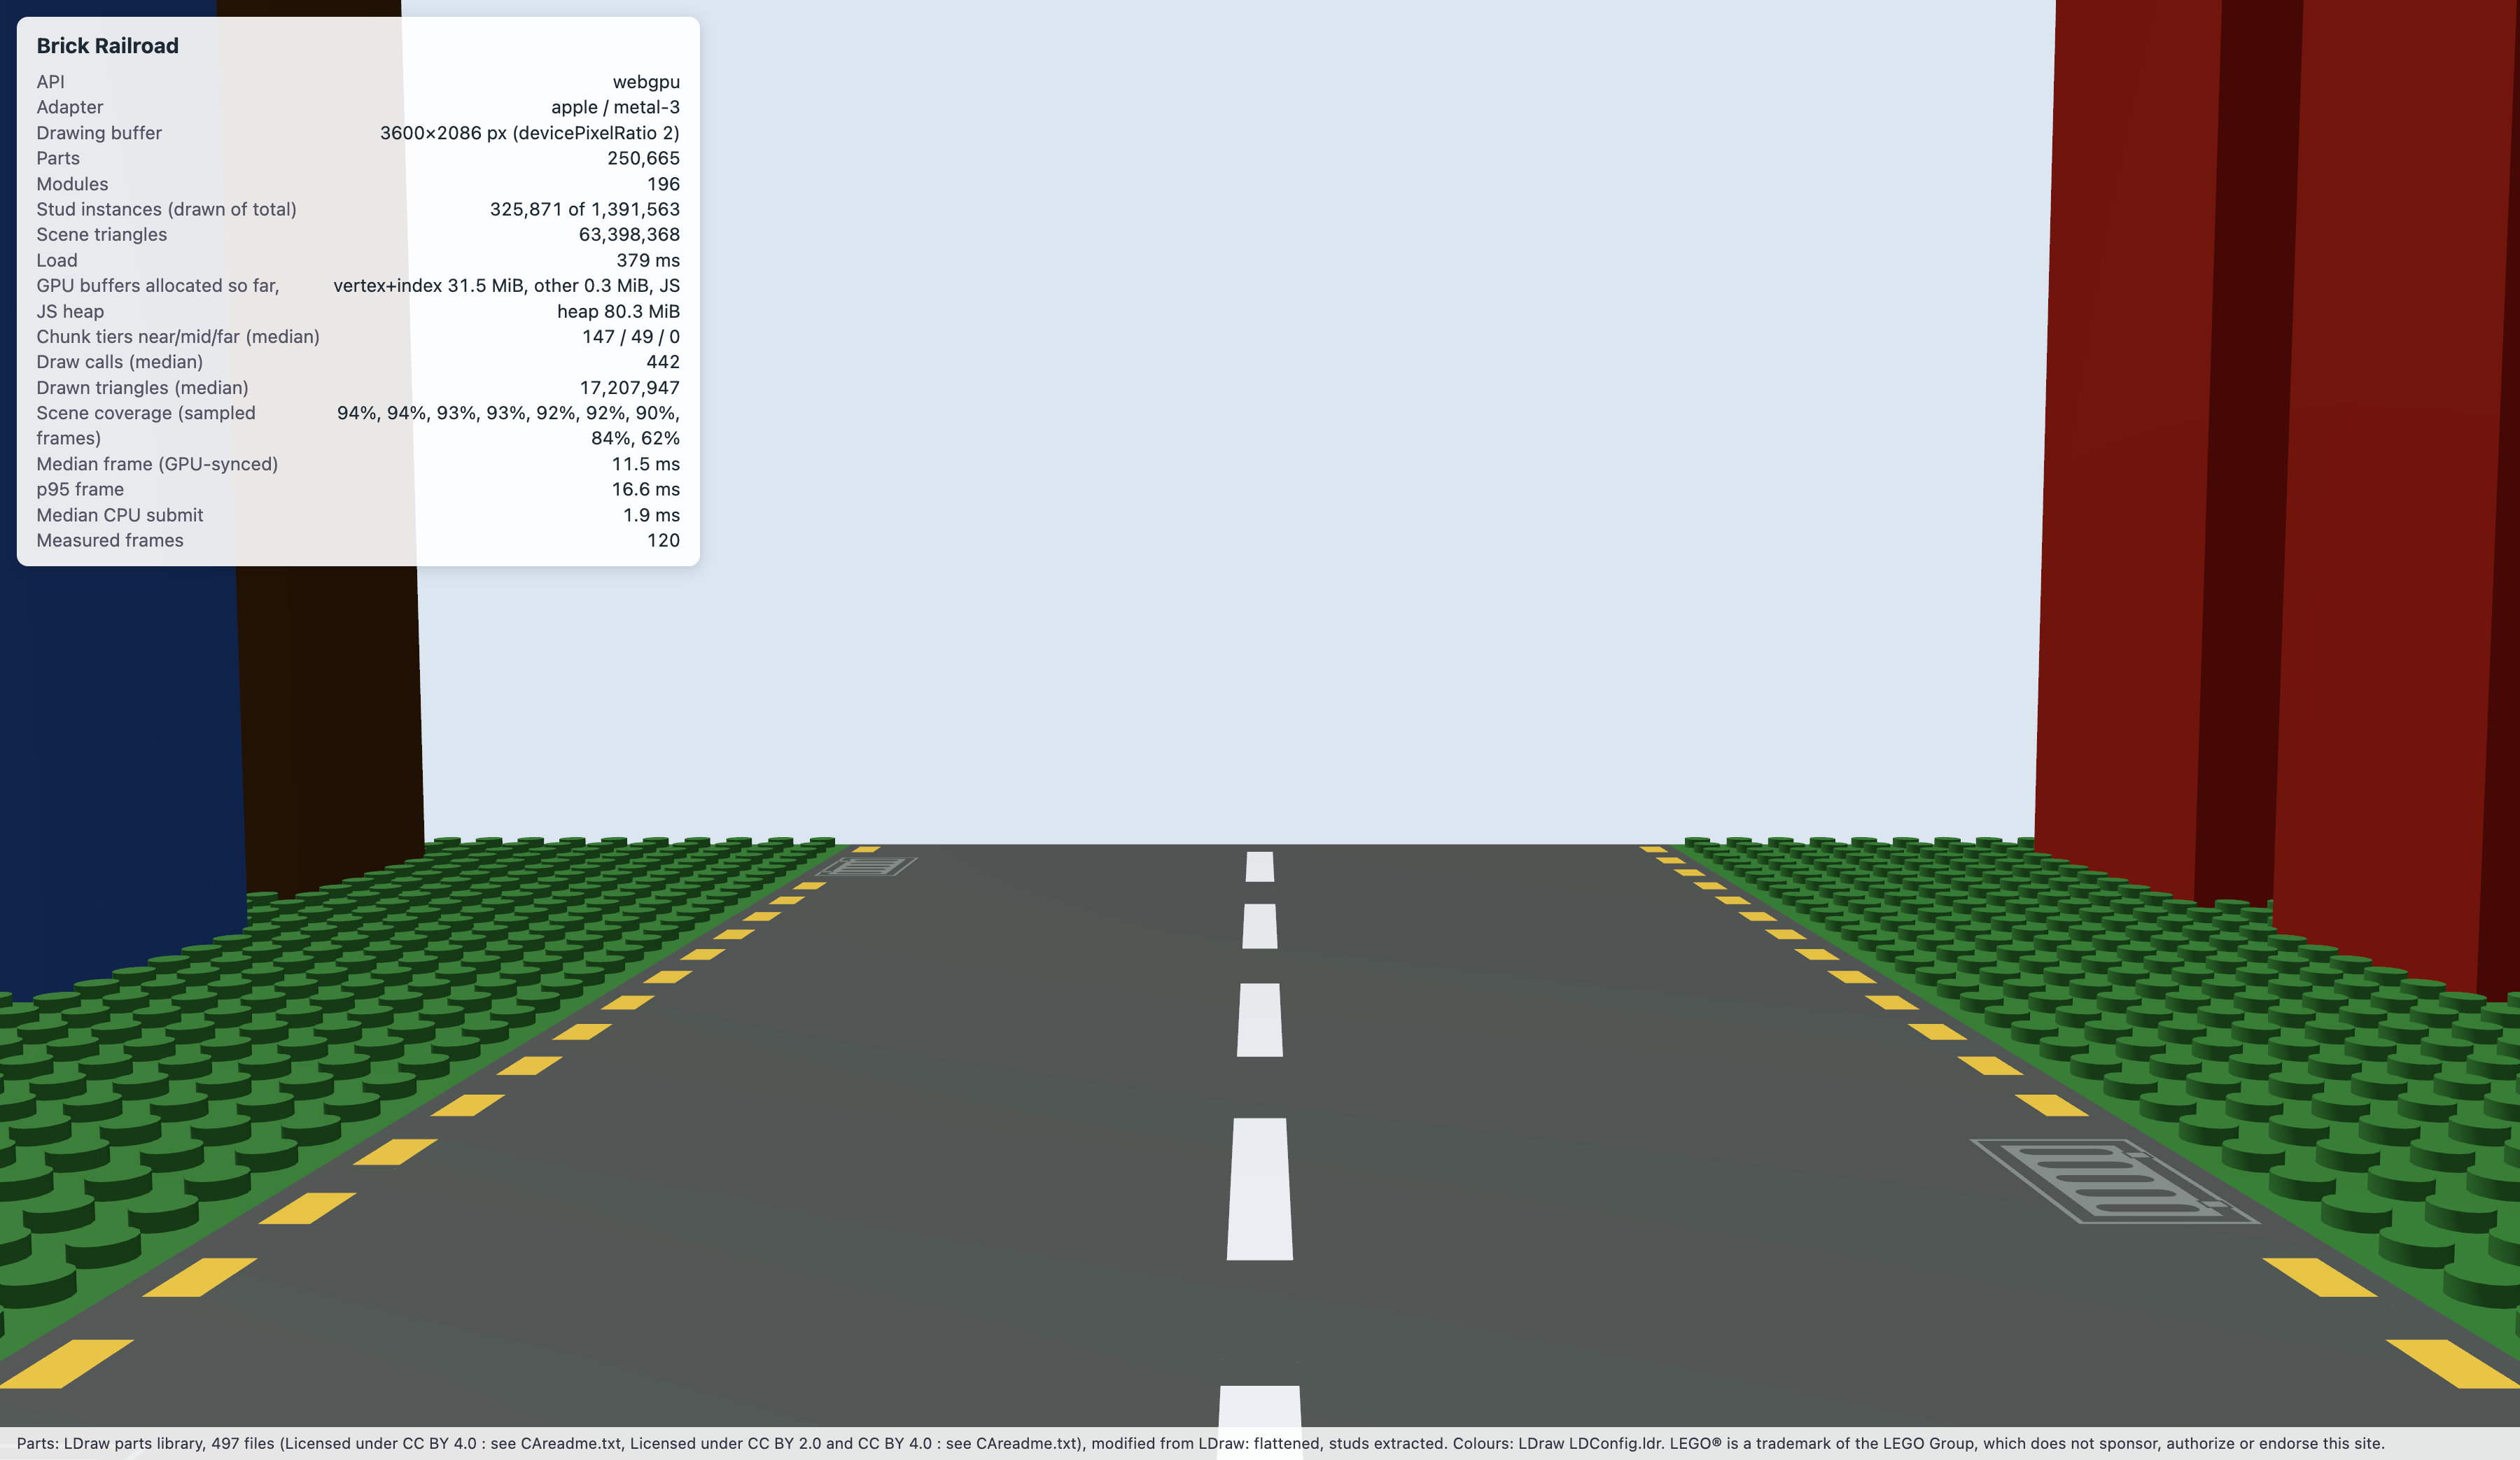 Brick Railroad
API webgpu
Adapter apple / metal-3
Drawing buffer 3600×2086 px (devicePixelRatio 2)
Parts 250,665
Modules 196
Stud instances (drawn of total) 325,871 of 1,391,563
Scene triangles 63,398,368
Load 379 ms
GPU buffers allocated so far, vertex+index 31.5 MiB, other 0.3 MiB, JS
JS heap heap 80.3 MiB
Chunk tiers near/mid/far (median) 147 / 49 / 0
Draw calls (median) 442
Drawn triangles (median) 17,207,947
Scene coverage (sampled 94%, 94%, 93%, 93%, 92%, 92%, 90%,
frames) 84%, 62%
Median frame (GPU-synced) 11.5 ms
p95 frame 16.6 ms
Median CPU submit 1.9 ms
Measured frames 120
Parts: LDraw parts library, 497 files (Licensed under CC BY 4.0 : see CAreadme.txt, Licensed under CC BY 2.0 and CC BY 4.0 : see CAreadme.txt), modified from LDraw: flattened, studs extracted. Colours: LDraw LDConfig.ldr. LEGO® is a trademark of the LEGO Group, which does not sponsor, authorize or endorse this site.